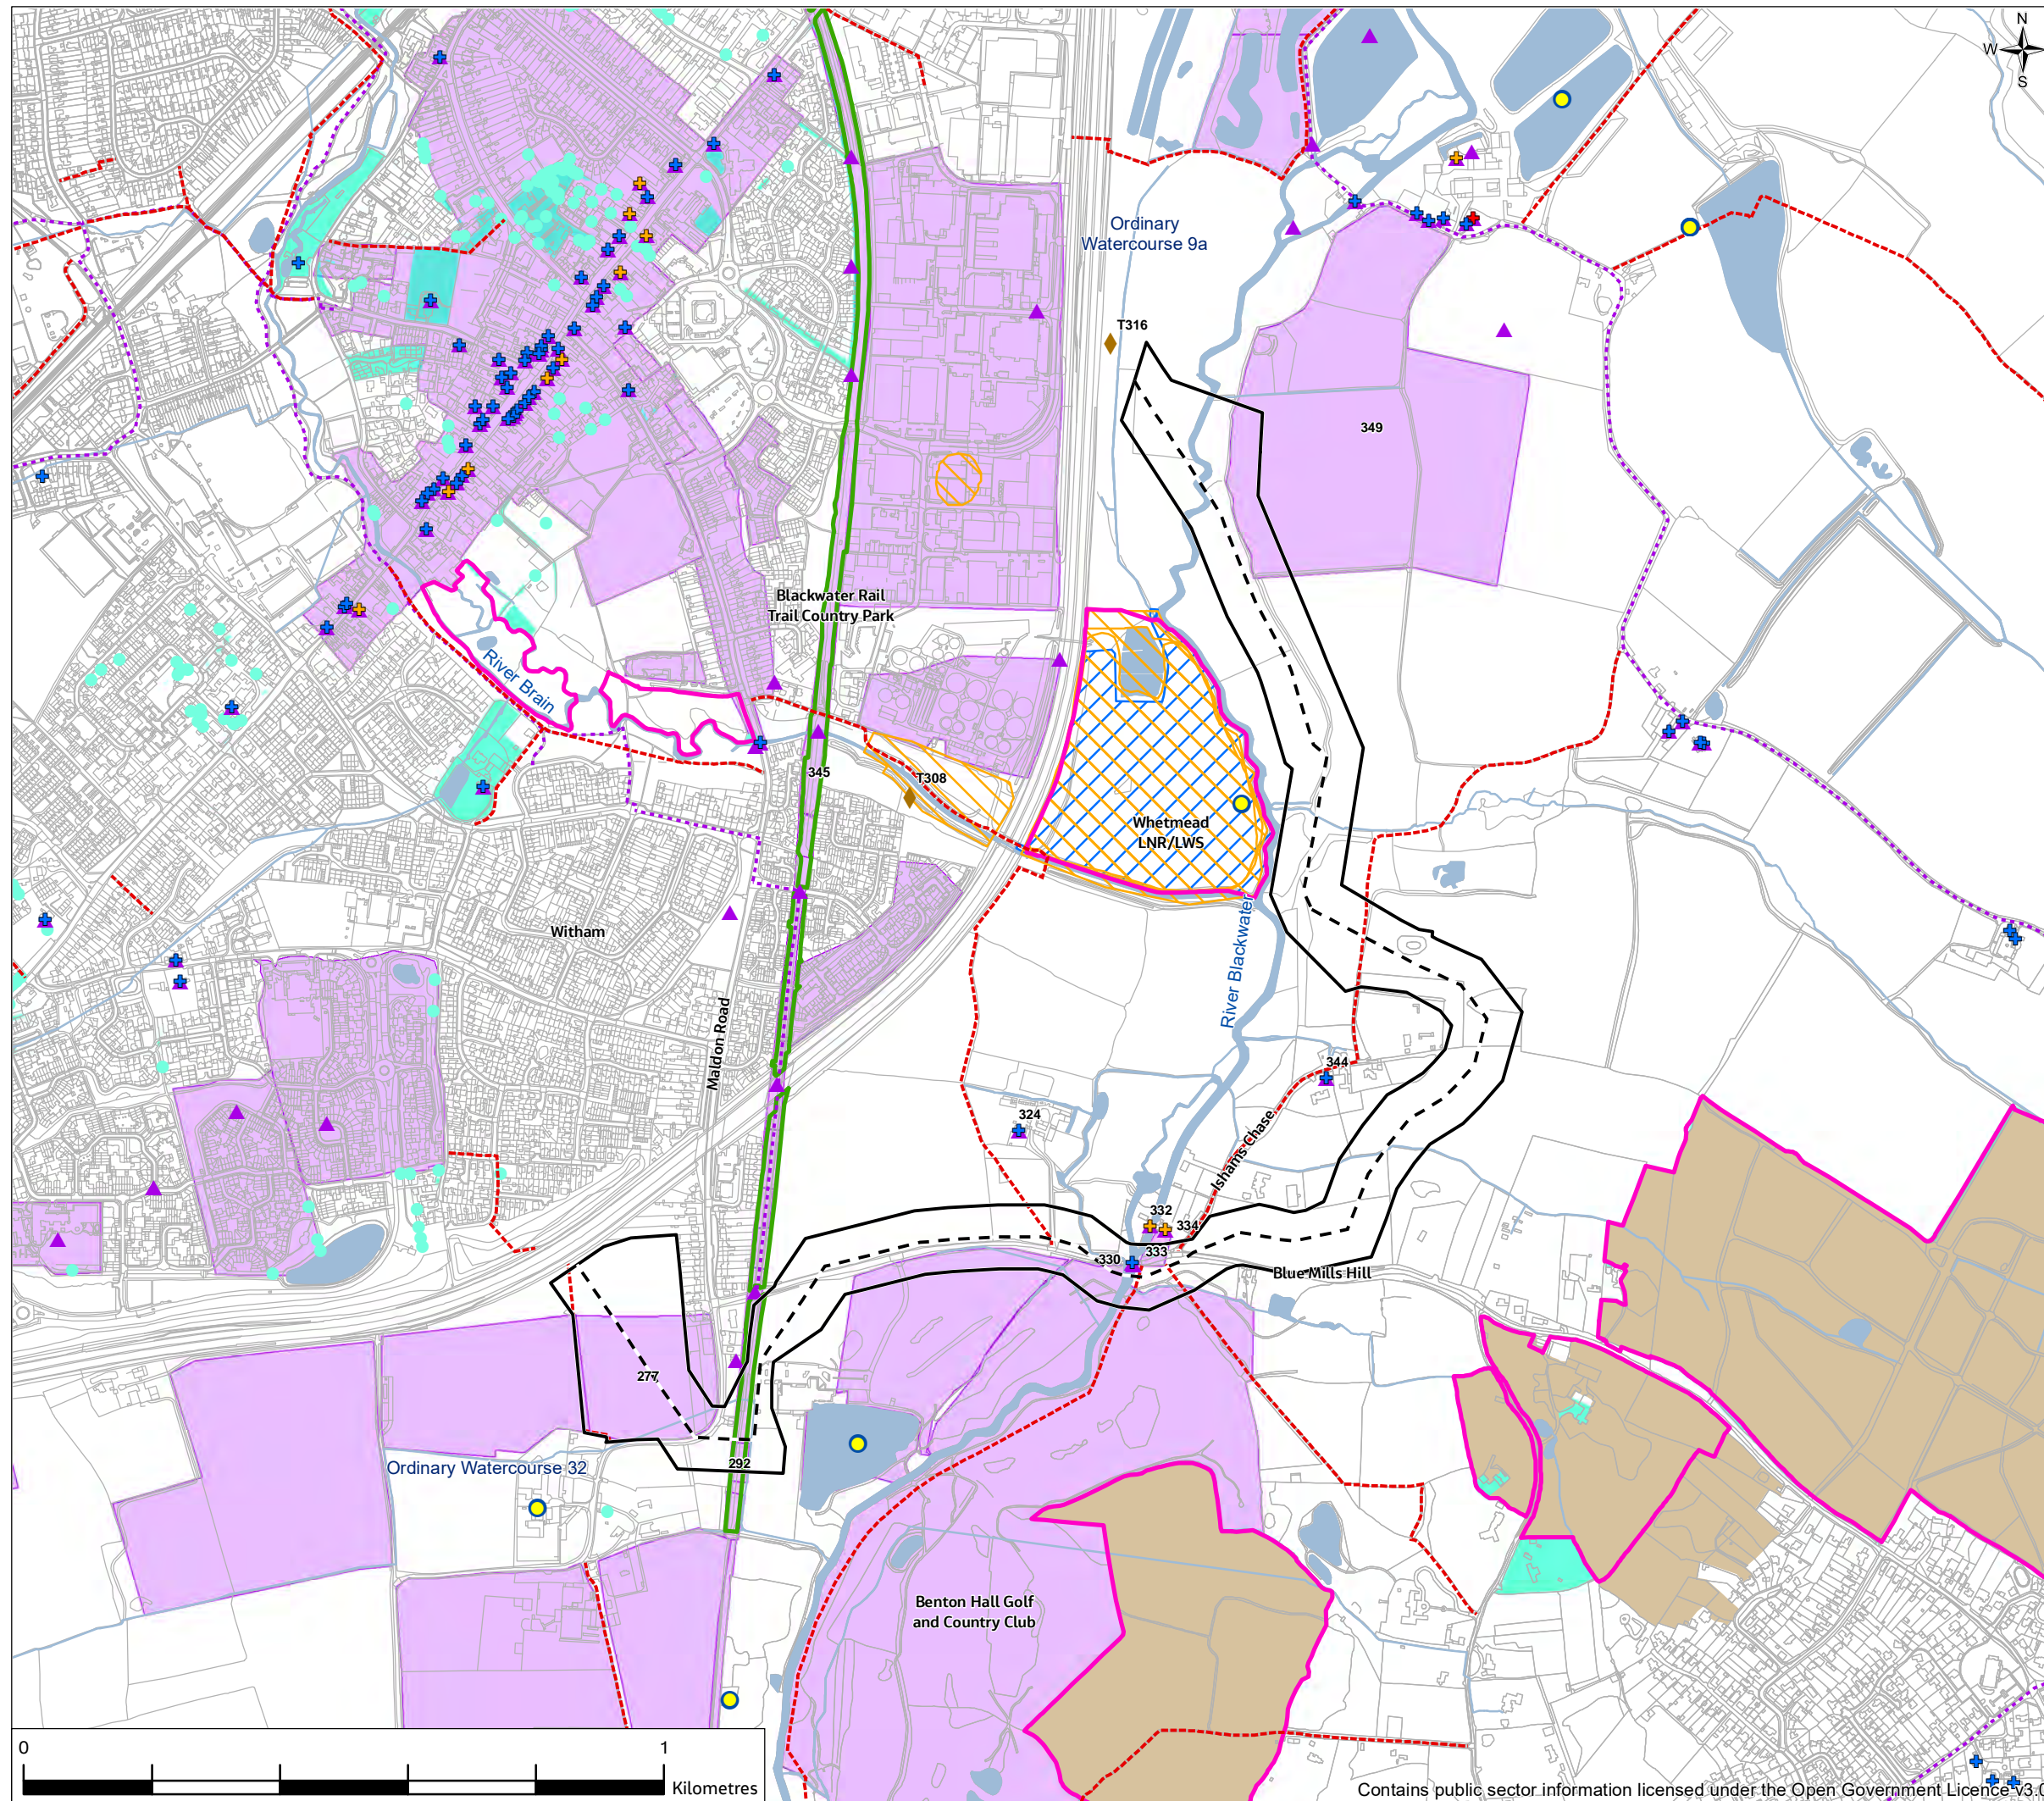 N
W
S
Ordinary
Watercourse 9a
T316
349
Blackwater Rail
Trail Country Park
River Brain
345
T308
Whetmead
LNR/LWS
Witham
River Blackwater
Maldon Road
344
324
Ishams Chase
332
334
333
330
Blue Mills Hill
277
292
Ordinary Watercourse 32
Benton Hall Golf
and Country Club
0
1
Kilometres
Contains public sector information licensed under the Open Government Licence v3.0